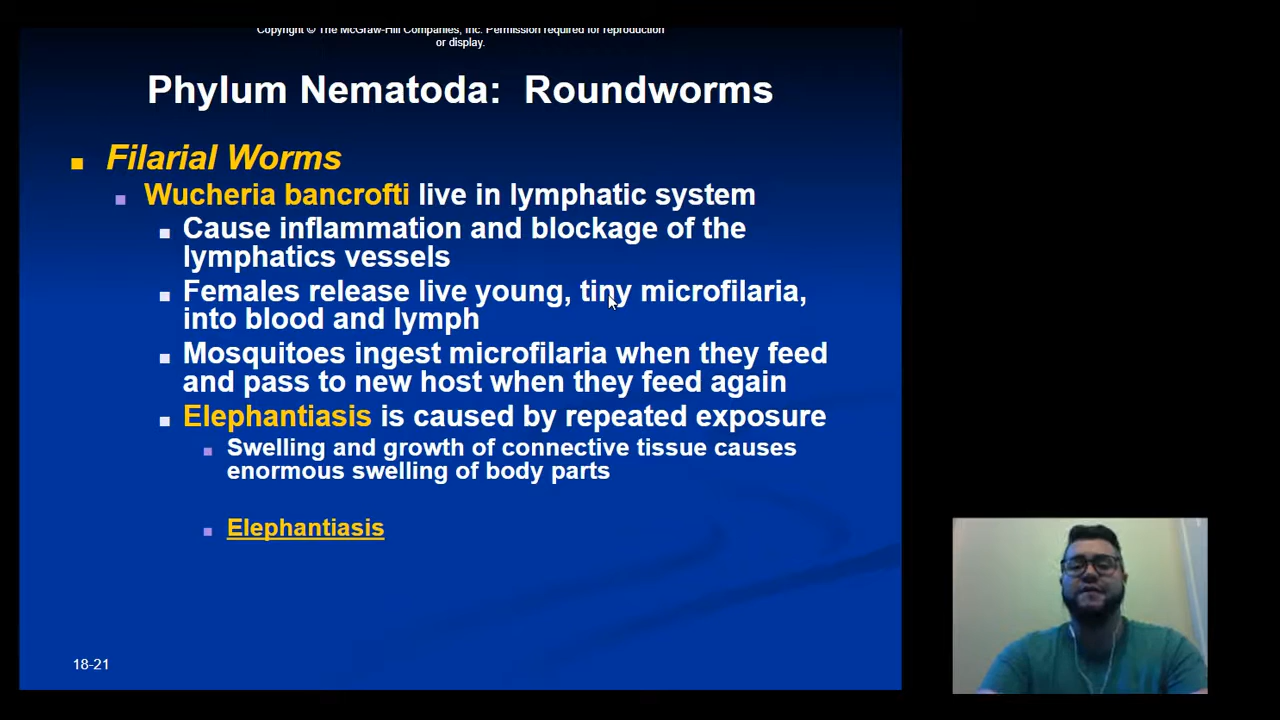 Copyright © The McGraw-Hill Companies, Inc. Permission required for reproduction
or display.
Phylum Nematoda: Roundworms
Filarial Worms
Wucheria bancrofti live in lymphatic system
Cause inflammation and blockage of the
lymphatics vessels
Females release live young, tiny microfilaria,
into blood and lymph
Mosquitoes ingest microfilaria when they feed
and pass to new host when they feed again
Elephantiasis is caused by repeated exposure
Swelling and growth of connective tissue causes
enormous swelling of body parts
Elephantiasis
18-21